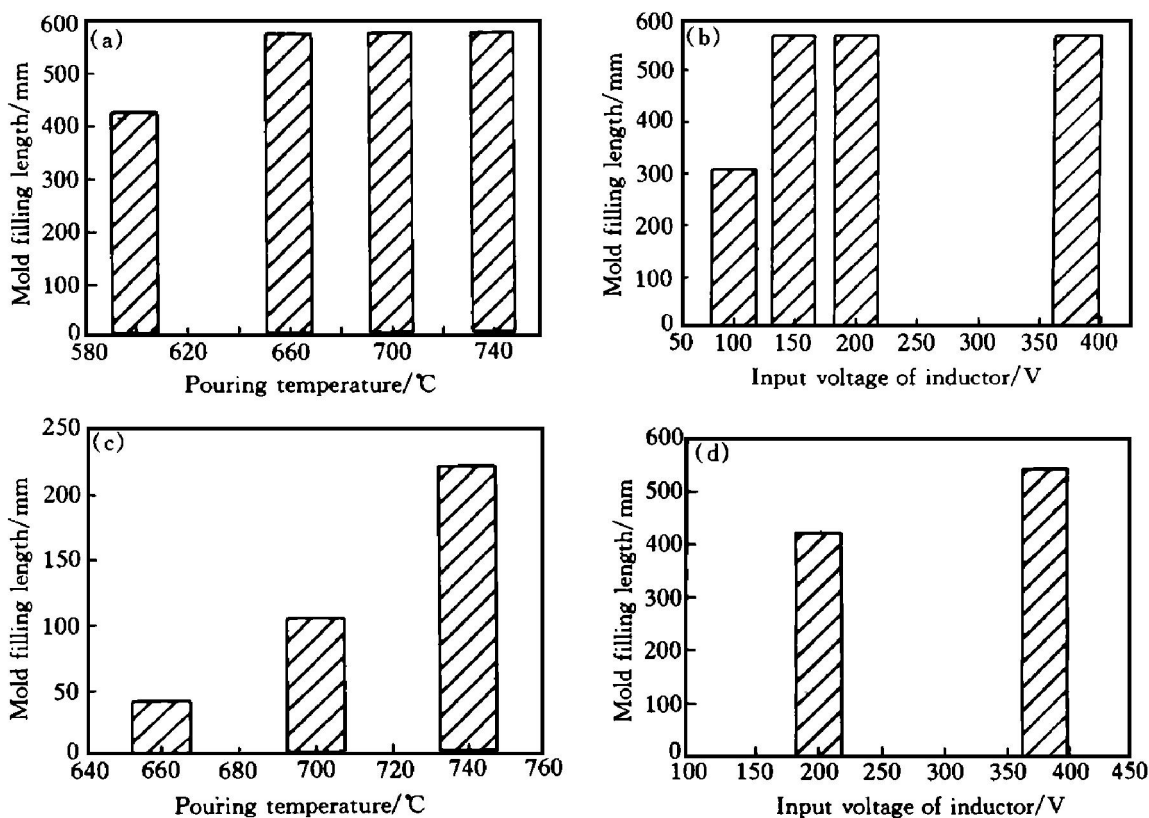 (a)
600
500
400
300
200
100
0
Mold filling length/mm
580 620 660 700 740
Pouring temperature/℃
(b)
600
500
400
300
200
100
0
Mold filling length/mm
50 100 150 200 250 300 350 400
Input voltage of inductor/V
(c)
250
200
150
100
50
0
Mold filling length/mm
640 660 680 700 720 740 760
Pouring temperature/℃
(d)
600
500
400
300
200
100
0
Mold filling length/mm
100 150 200 250 300 350 400 450
Input voltage of inductor/V